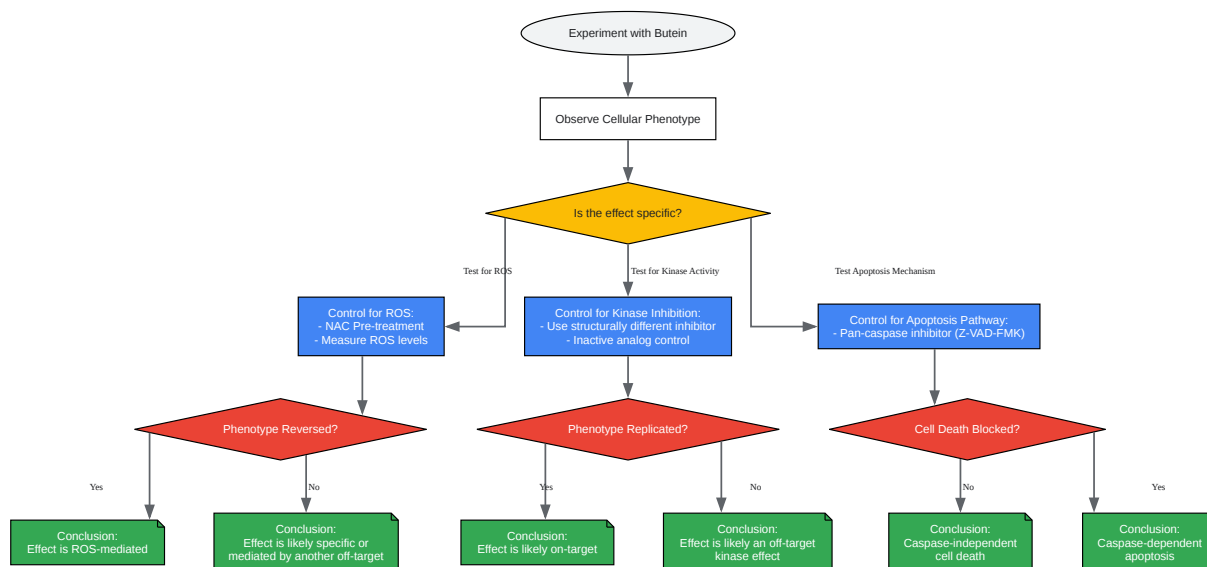 Experiment with Butein
Observe Cellular Phenotype
Is the effect specific?
Test for ROS
Test for Kinase Activity
Test Apoptosis Mechanism
Control for ROS:
- NAC Pre-treatment
- Measure ROS levels
Control for Kinase Inhibition:
- Use structurally different inhibitor
- Inactive analog control
Control for Apoptosis Pathway:
- Pan-caspase inhibitor (Z-VAD-FMK)
Phenotype Reversed?
Phenotype Replicated?
Cell Death Blocked?
Yes
No
Yes
No
No
Yes
Conclusion:
Effect is ROS-mediated
Conclusion:
Effect is likely specific or
mediated by another off-target
Conclusion:
Effect is likely on-target
Conclusion:
Effect is likely an off-target
kinase effect
Conclusion:
Caspase-independent
cell death
Conclusion:
Caspase-dependent
apoptosis